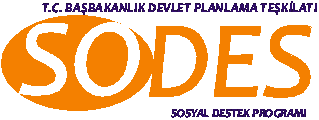 T.C. BAŞBAKANLIK DEVLET PLANLAMA TEŞKİLATI
SODES
SOSYAL DESTEK PROGRAMI